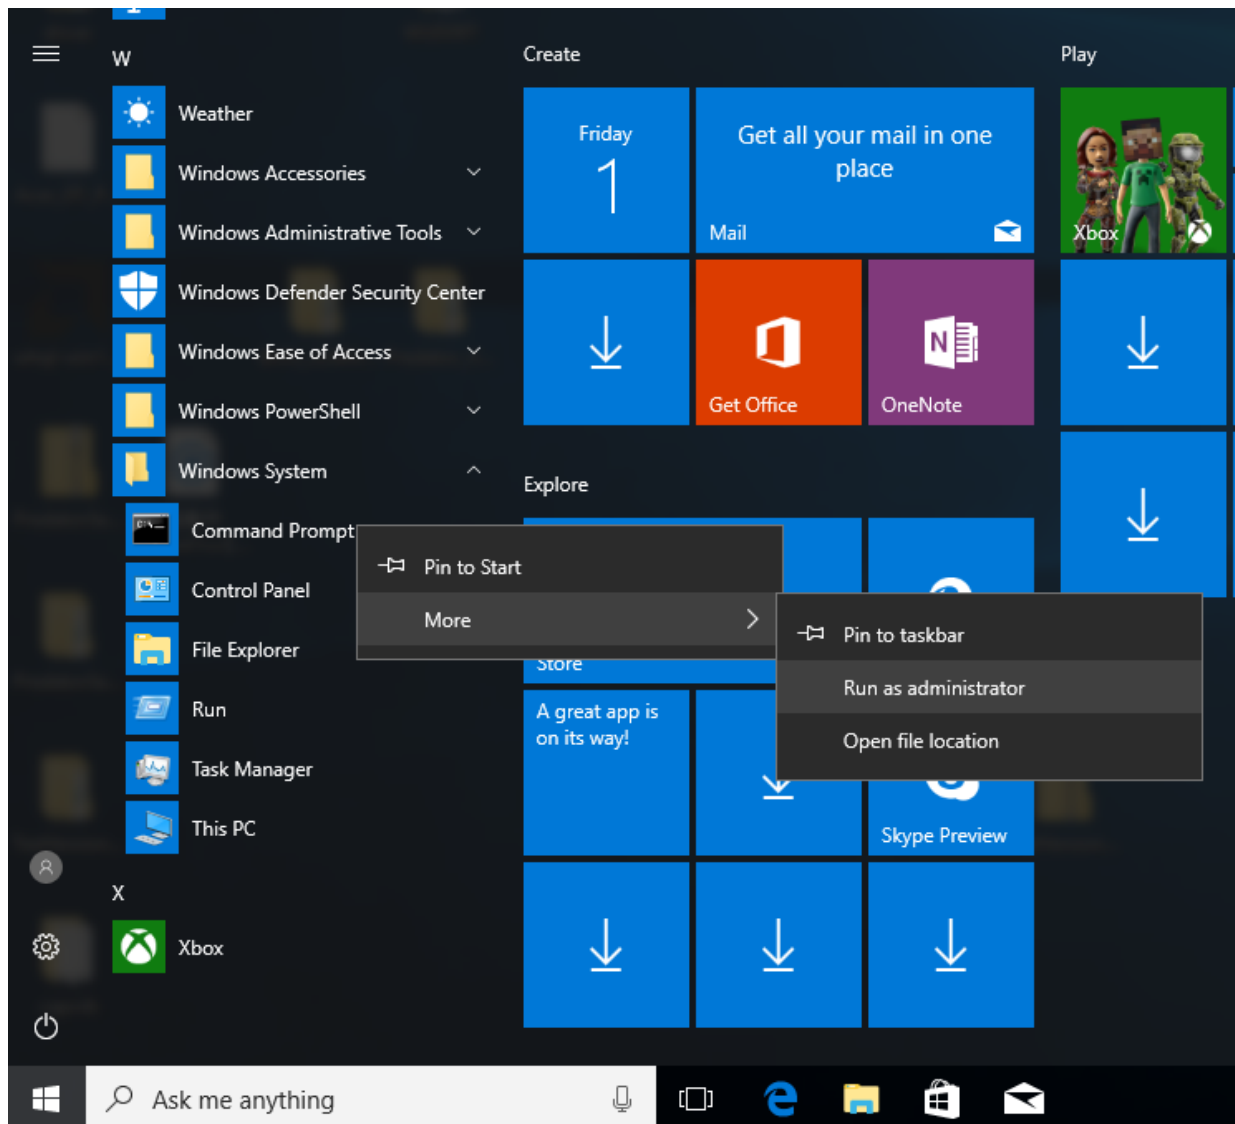 W
Weather
Windows Accessories
Windows Administrative Tools
Windows Defender Security Center
Windows Ease of Access
Windows PowerShell
Windows System
Command Prompt
Control Panel
File Explorer
Run
Task Manager
This PC
X
Xbox
Create
Friday
1
Get all your mail in one
place
Mail
Get Office
N
OneNote
Explore
Store
A great app is
on its way!
Skype Preview
Play
Xbox
Pin to Start
More
Pin to taskbar
Run as administrator
Open file location
Ask me anything